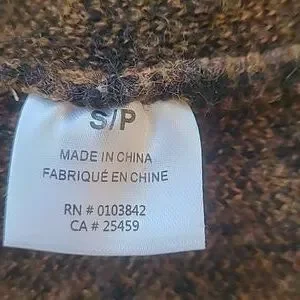 S/P
MADE IN CHINA
FABRIQUÉ EN CHINE
RN # 0103842
CA # 25459